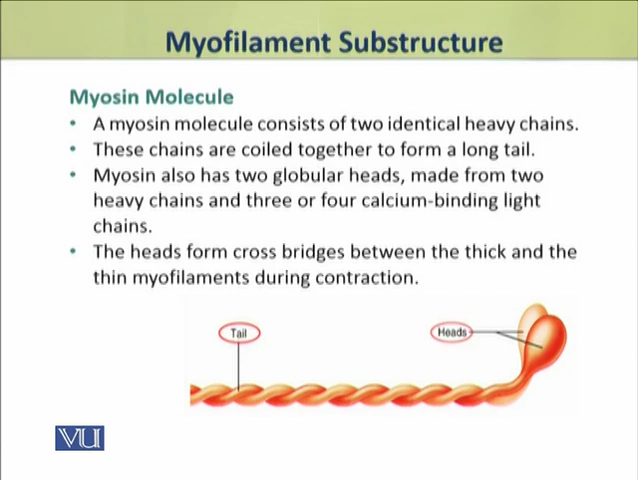 Myofilament Substructure
Myosin Molecule
• A myosin molecule consists of two identical heavy chains.
• These chains are coiled together to form a long tail.
• Myosin also has two globular heads, made from two
heavy chains and three or four calcium-binding light
chains.
• The heads form cross bridges between the thick and the
thin myofilaments during contraction.
Tail
Heads
VU